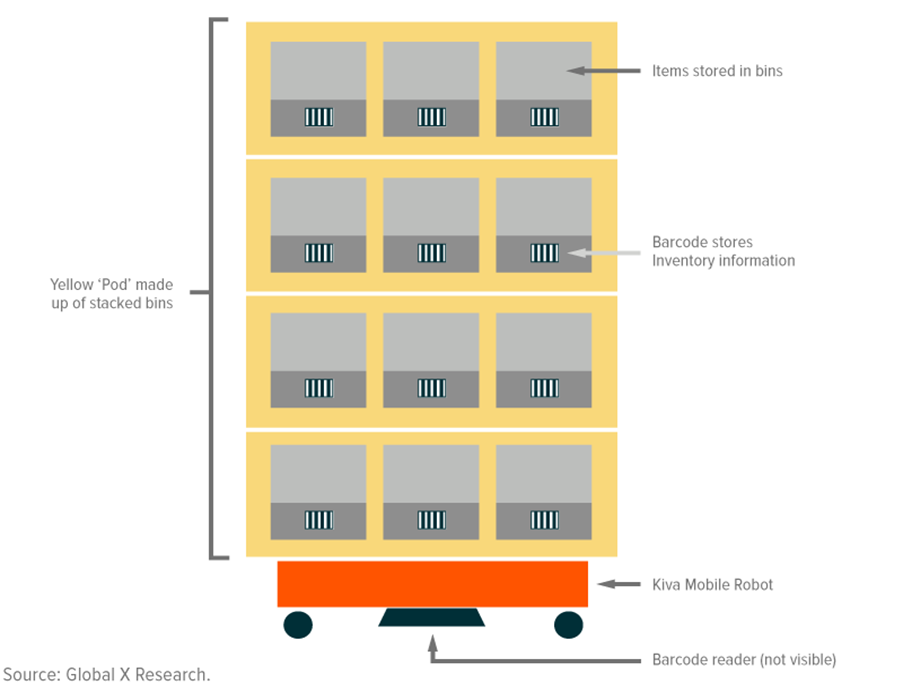 Items stored in bins
Barcode stores
Inventory information
Yellow ‘Pod’ made
up of stacked bins
Kiva Mobile Robot
Barcode reader (not visible)
Source: Global X Research.